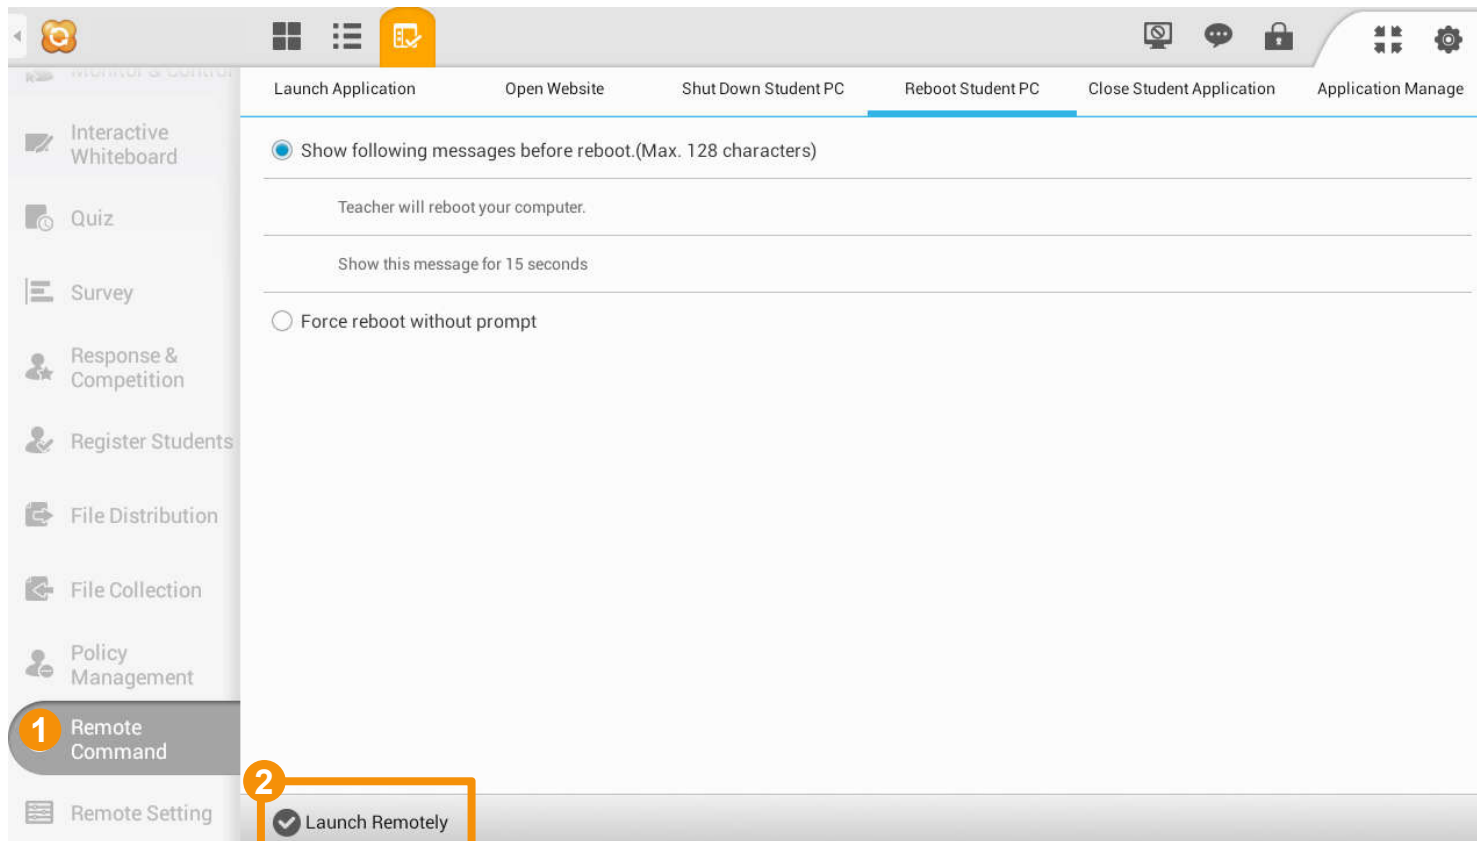 Monitor & Control
Launch Application
Open Website
Shut Down Student PC
Reboot Student PC
Close Student Application
Application Manage
Interactive
Whiteboard
Quiz
Survey
Response &
Competition
Register Students
File Distribution
File Collection
Policy
Management
1
Remote
Command
Remote Setting
Show following messages before reboot.(Max. 128 characters)
Teacher will reboot your computer.
Show this message for 15 seconds
Force reboot without prompt
2
Launch Remotely